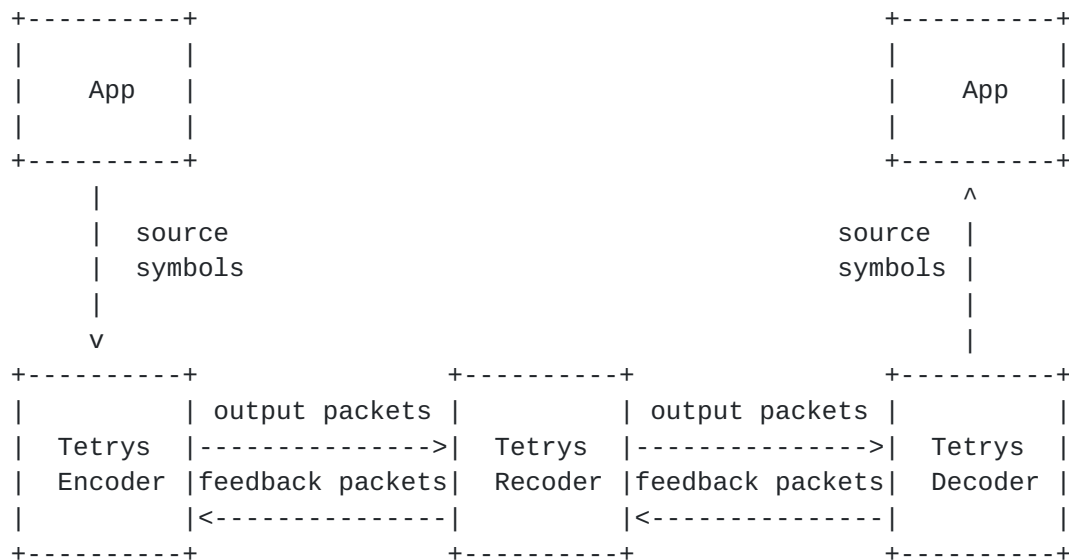 App App
source source
symbols symbols
output packets output packets
Tetrys Tetrys Tetrys
Encoder feedback packets Recoder feedback packets Decoder